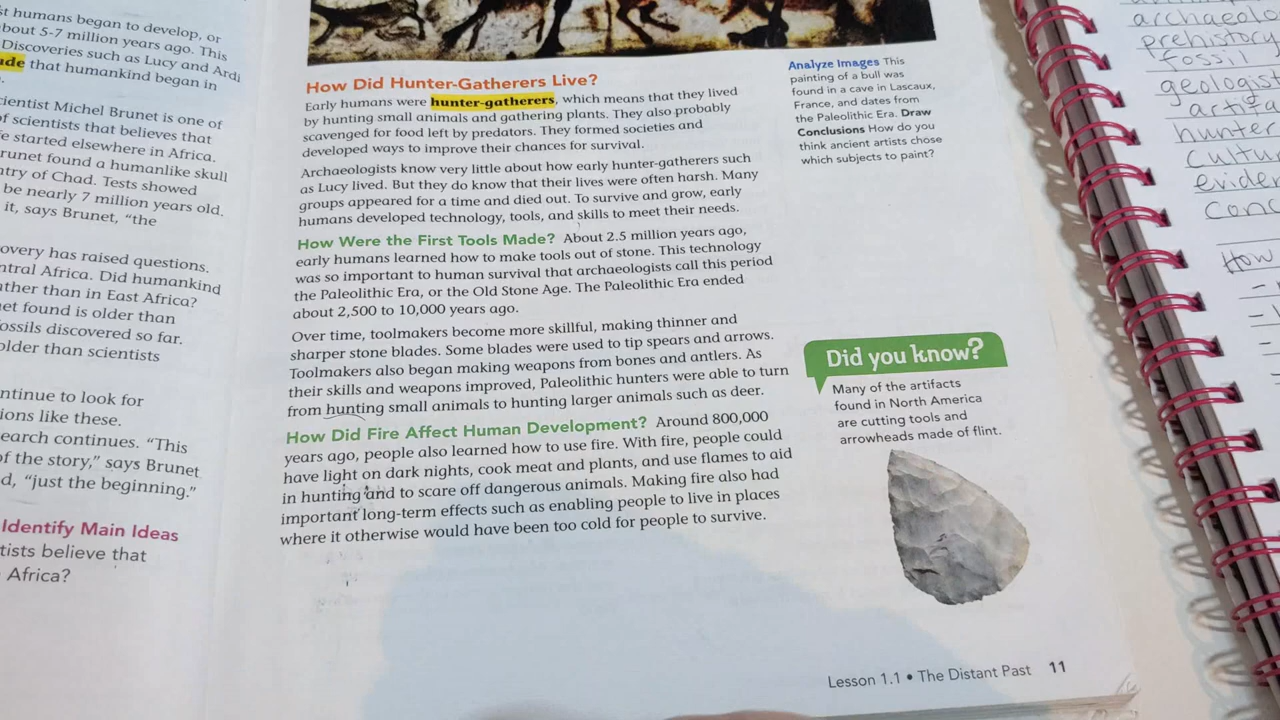 st humans began to develop, or
bout 5-7 million years ago. This
Discoveries such as Lucy and Ardi
ude that humankind began in
cientist Michel Brunet is one of
of scientists that believes that
fe started elsewhere in Africa.
runet found a humanlike skull
ntry of Chad. Tests showed
be nearly 7 million years old.
it, says Brunet, "the
overy has raised questions.
ntral Africa. Did humankind
ather than in East Africa?
et found is older than
ossils discovered so far.
older than scientists
ntinue to look for
ions like these.
earch continues. "This
of the story," says Brunet
d, "just the beginning."
Identify Main Ideas
tists believe that
Africa?
How Did Hunter-Gatherers Live?
Early humans were hunter-gatherers, which means that they lived
by hunting small animals and gathering plants. They also probably
scavenged for food left by predators. They formed societies and
developed ways to improve their chances for survival.
Archaeologists know very little about how early hunter-gatherers such
as Lucy lived. But they do know that their lives were often harsh. Many
groups appeared for a time and died out. To survive and grow, early
humans developed technology, tools, and skills to meet their needs.
How Were the First Tools Made? About 2.5 million years ago,
early humans learned how to make tools out of stone. This technology
was so important to human survival that archaeologists call this period
the Paleolithic Era, or the Old Stone Age. The Paleolithic Era ended
about 2,500 to 10,000 years ago.
Over time, toolmakers become more skillful, making thinner and
sharper stone blades. Some blades were used to tip spears and arrows.
Toolmakers also began making weapons from bones and antlers. As
their skills and weapons improved, Paleolithic hunters were able to turn
from hunting small animals to hunting larger animals such as deer.
How Did Fire Affect Human Development? Around 800,000
years ago, people also learned how to use fire. With fire, people could
have light on dark nights, cook meat and plants, and use flames to aid
in hunting and to scare off dangerous animals. Making fire also had
important long-term effects such as enabling people to live in places
where it otherwise would have been too cold for people to survive.
Analyze Images This
painting of a bull was
found in a cave in Lascaux,
France, and dates from
the Paleolithic Era. Draw
Conclusions How do you
think ancient artists chose
which subjects to paint?
Did you know?
Many of the artifacts
found in North America
are cutting tools and
arrowheads made of flint.
Lesson 1.1 • The Distant Past 11
archaeolo
prehistory
fossil
geologist
artifa
hunter
cultu
eviden
conc
How